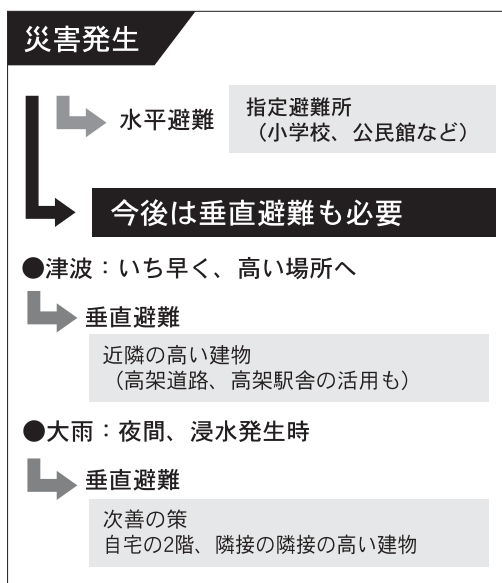 災害発生
水平避難
指定避難所
（小学校、公民館など）
今後は垂直避難も必要
●津波：いち早く、高い場所へ
垂直避難
近隣の高い建物
（高架道路、高架駅舎の活用も）
●大雨：夜間、浸水発生時
垂直避難
次善の策
自宅の2階、隣接の隣接の高い建物